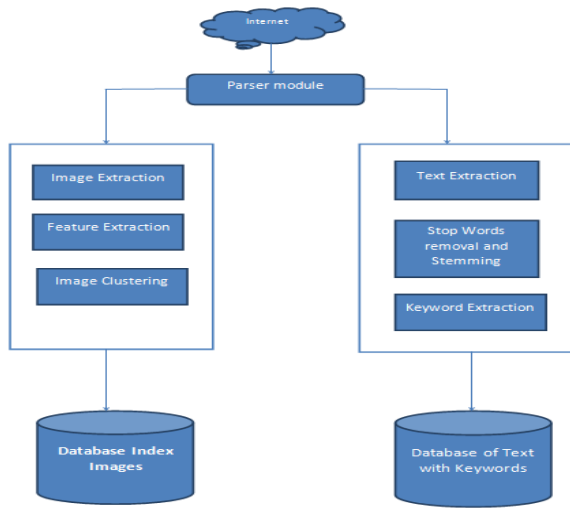 Internet
Parser module
Image Extraction
Feature Extraction
Image Clustering
Database Index
Images
Text Extraction
Stop Words
removal and
Stemming
Keyword Extraction
Database of Text
with Keywords